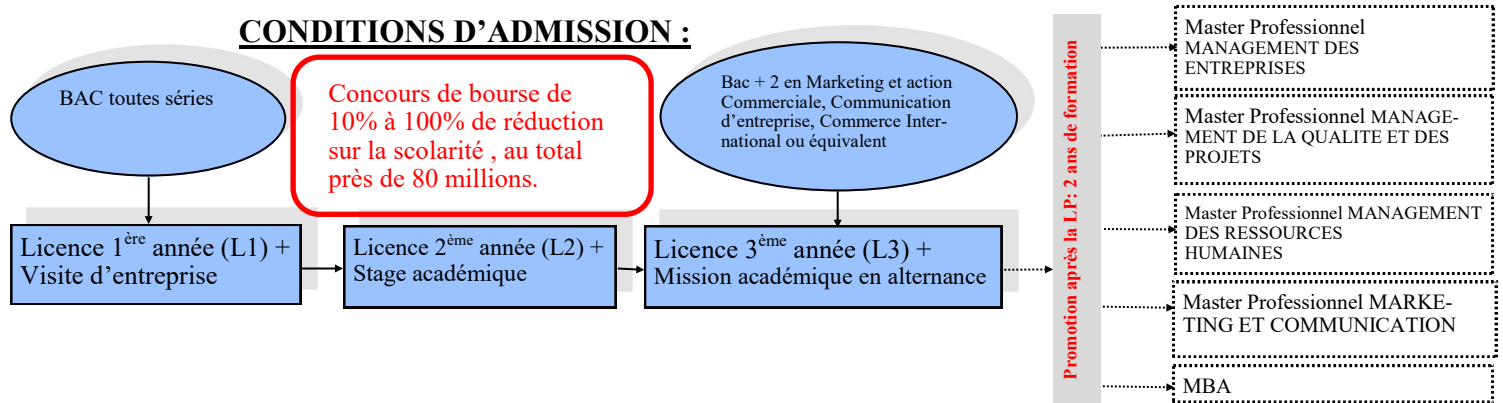 CONDITIONS D’ADMISSION :
BAC toutes séries
Concours de bourse de
10% à 100% de réduction
sur la scolarité , au total
près de 80 millions.
Bac + 2 en Marketing et action
Commerciale, Communication
d’entreprise, Commerce Inter-
national ou équivalent
Licence 1ère année (L1) +
Visite d’entreprise
Licence 2ème année (L2) +
Stage académique
Licence 3ème année (L3) +
Mission académique en alternance
Promotion après la LP: 2 ans de formation
Master Professionnel
MANAGEMENT DES
ENTREPRISES
Master Professionnel MANAGE-
MENT DE LA QUALITE ET DES
PROJETS
Master Professionnel MANAGEMENT
DES RESSOURCES
HUMAINES
Master Professionnel MARKE-
TING ET COMMUNICATION
MBA